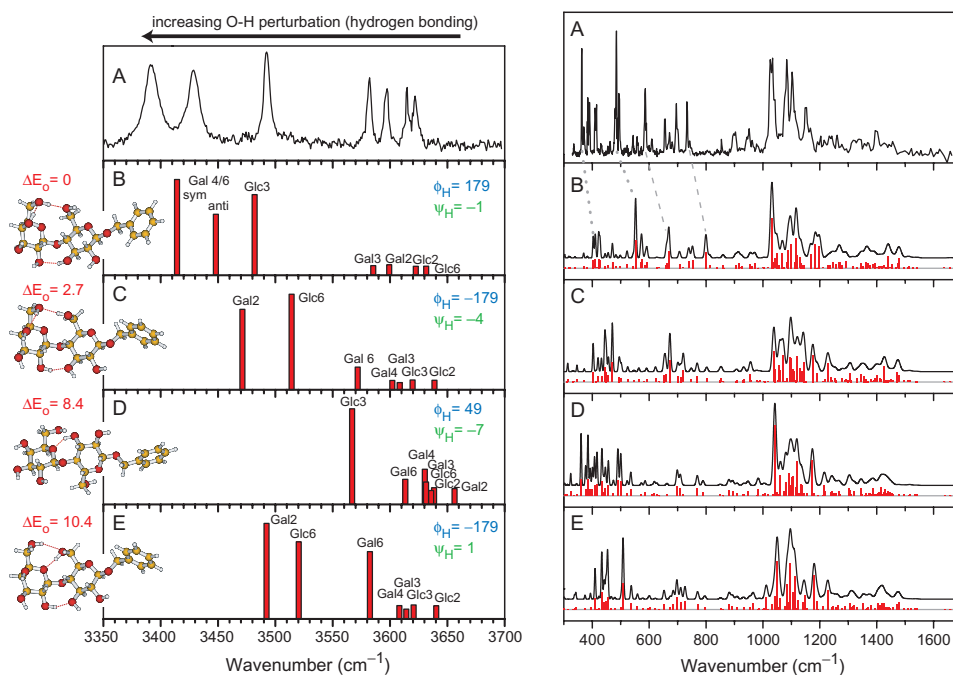 increasing O-H perturbation (hydrogen bonding)
A
B
ΔEo = 0
Gal 4/6
sym
anti
Glc3
ϕH = 179
ψH = −1
Gal3
Gal2
Glc2
Glc6
C
ΔEo = 2.7
Gal2
Glc6
ϕH = −179
ψH = −4
Gal 6
Gal3
Gal4
Glc3
Glc2
D
ΔEo = 8.4
Glc3
ϕH = 49
ψH = −7
Gal4
Gal3
Gal6
Glc6
Glc2
Gal2
E
ΔEo = 10.4
Gal2
Glc6
Gal6
ϕH = −179
ψH = 1
Gal3
Gal4
Glc3
Glc2
3350 3400 3450 3500 3550 3600 3650 3700
Wavenumber (cm−1)
A
B
C
D
E
400 600 800 1000 1200 1400 1600
Wavenumber (cm−1)